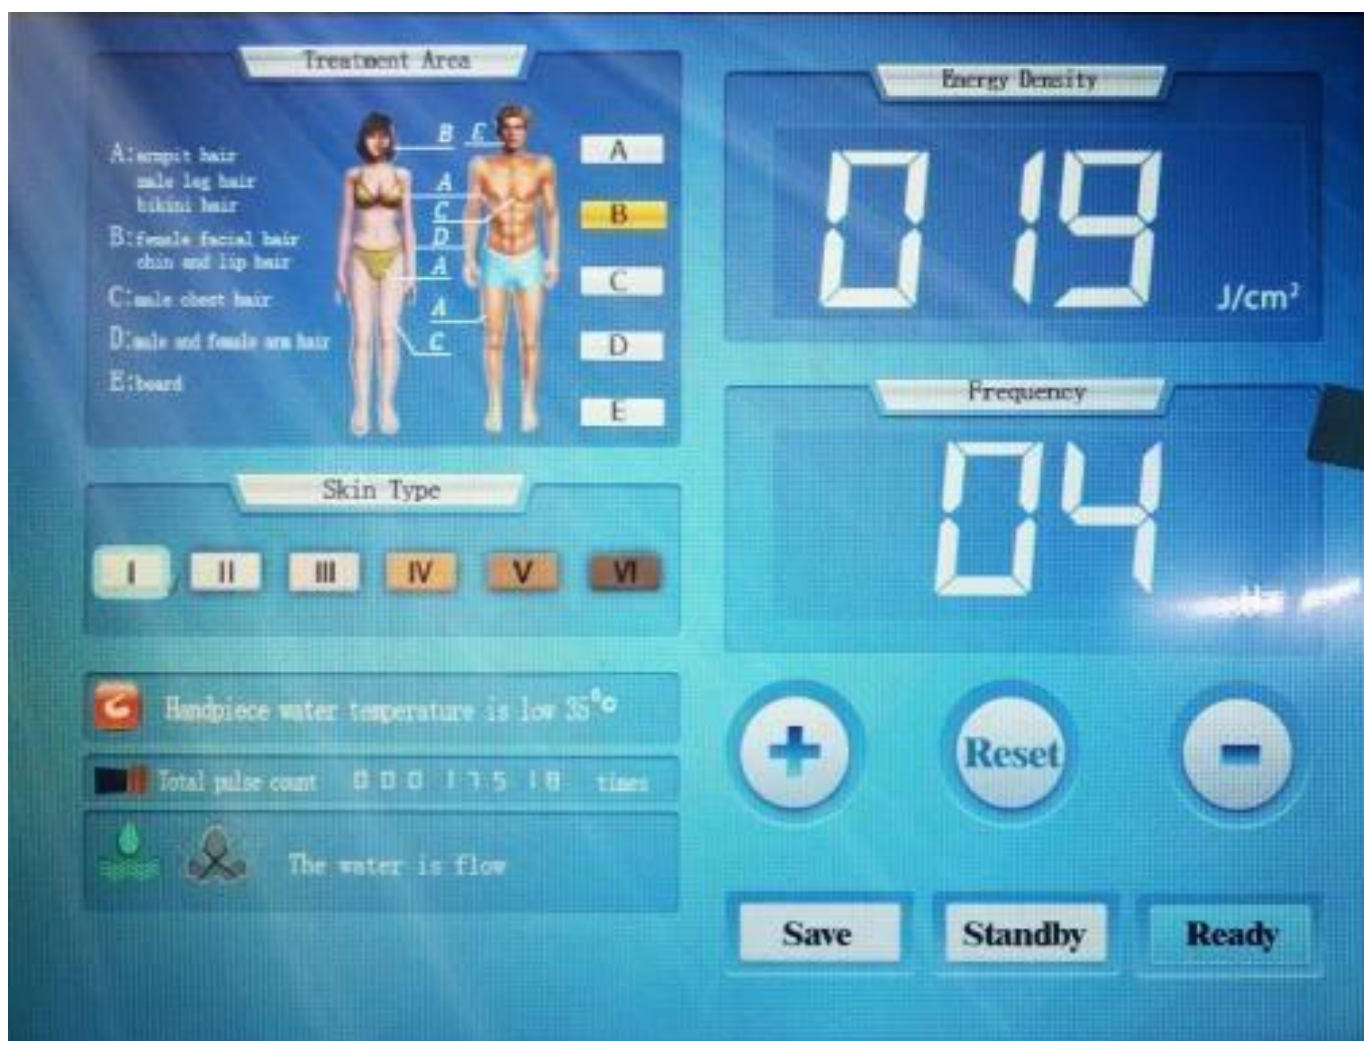 Treatment Area
A:armpit hair
male leg hair
bikini hair
B:female facial hair
chin and lip hair
C:male chest hair
D:male and female arm hair
E:beard
B E
A
C
D
A
A
C
A
B
C
D
E
Skin Type
I II III IV V VI
Handpiece water temperature is low 35°C
Total pulse count 00017518 times
The water is flow
Energy Density
019
J/cm²
Frequency
04
Hz
+ Reset -
Save Standby Ready